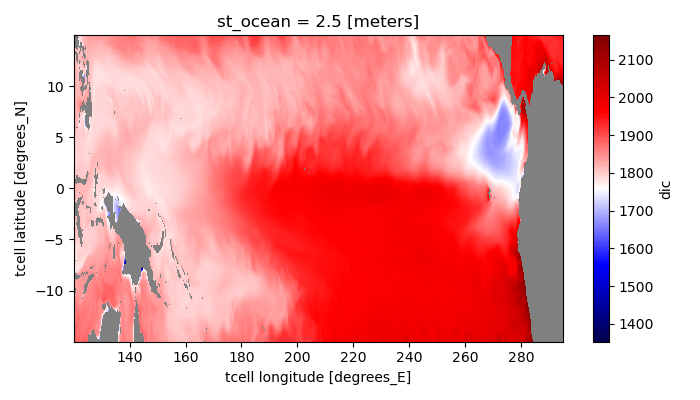 st_ocean = 2.5 [meters]
10
5
0
−5
−10
tcell latitude [degrees_N]
140 160 180 200 220 240 260 280
tcell longitude [degrees_E]
2100
2000
1900
1800
1700
1600
1500
1400
dic